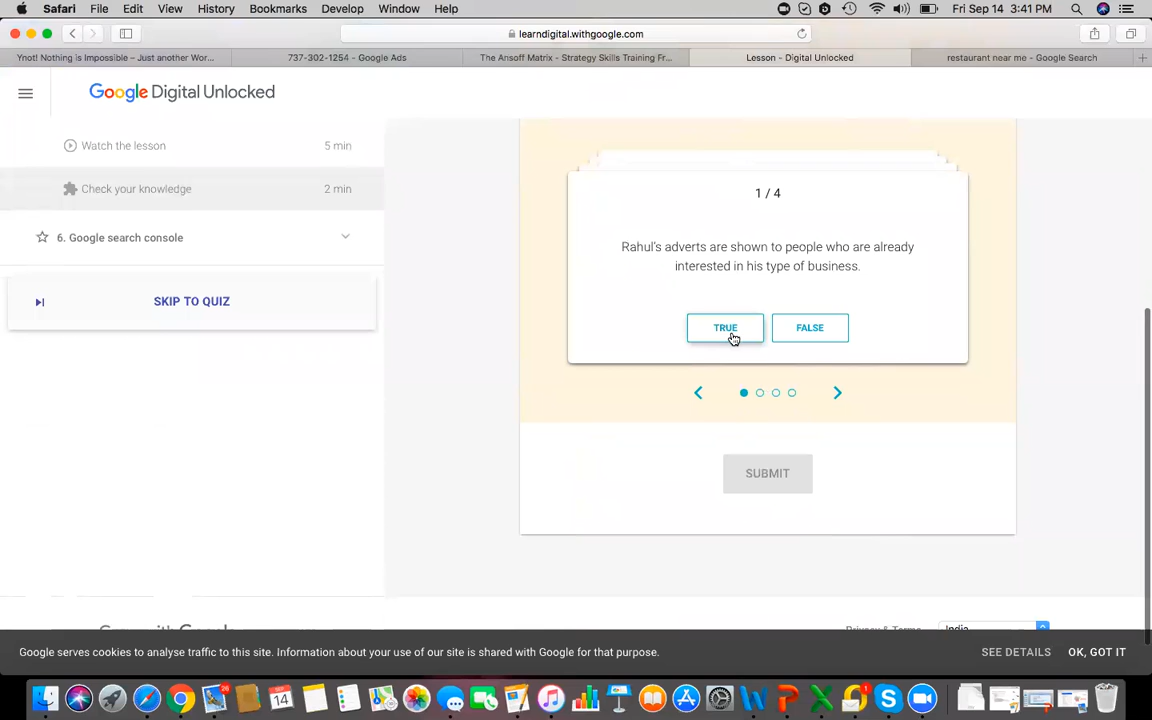 Safari File Edit View History Bookmarks Develop Window Help Fri Sep 14 3:41 PM
learndigital.withgoogle.com
Ynot! Nothing is Impossible – Just another Wor... 737-302-1254 - Google Ads The Ansoff Matrix - Strategy Skills Training Fr... Lesson - Digital Unlocked restaurant near me - Google Search
Google Digital Unlocked
Watch the lesson 5 min
Check your knowledge 2 min
6. Google search console
SKIP TO QUIZ
1 / 4
Rahul's adverts are shown to people who are already
interested in his type of business.
TRUE FALSE
SUBMIT
Privacy & Terms India
Google serves cookies to analyse traffic to this site. Information about your use of our site is shared with Google for that purpose. SEE DETAILS OK, GOT IT
14